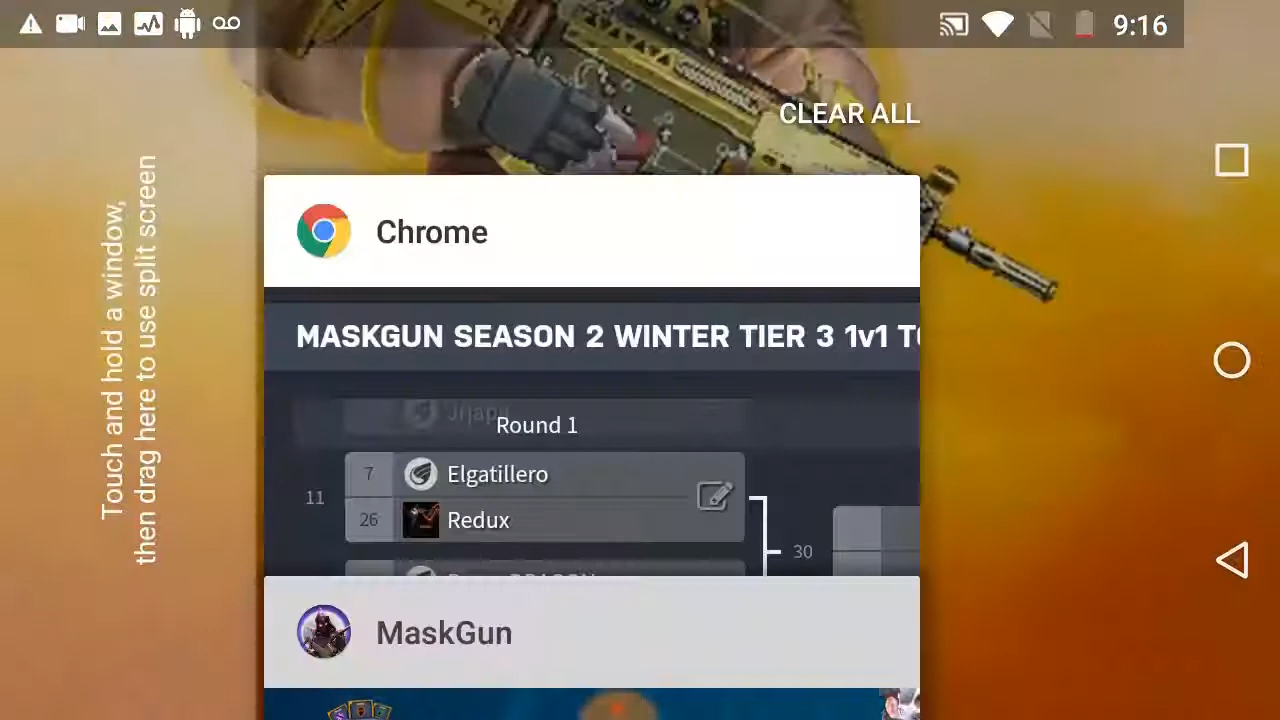 9:16
CLEAR ALL
Touch and hold a window,
then drag here to use split screen
Chrome
MASKGUN SEASON 2 WINTER TIER 3 1v1
Round 1
7 Elgatillero
11
26 Redux
30
MaskGun